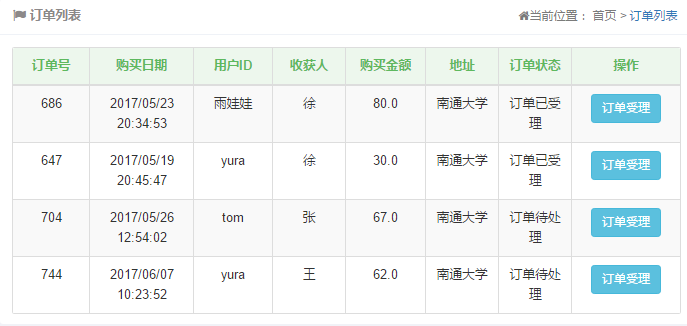 订单列表
当前位置： 首页 > 订单列表
订单号 购买日期 用户ID 收获人 购买金额 地址 订单状态 操作
686 2017/05/23 雨娃娃 徐 80.0 南通大学 订单已受 订单受理
20:34:53 理
647 2017/05/19 yura 徐 30.0 南通大学 订单已受 订单受理
20:45:47 理
704 2017/05/26 tom 张 67.0 南通大学 订单待处 订单受理
12:54:02 理
744 2017/06/07 yura 王 62.0 南通大学 订单待处 订单受理
10:23:52 理